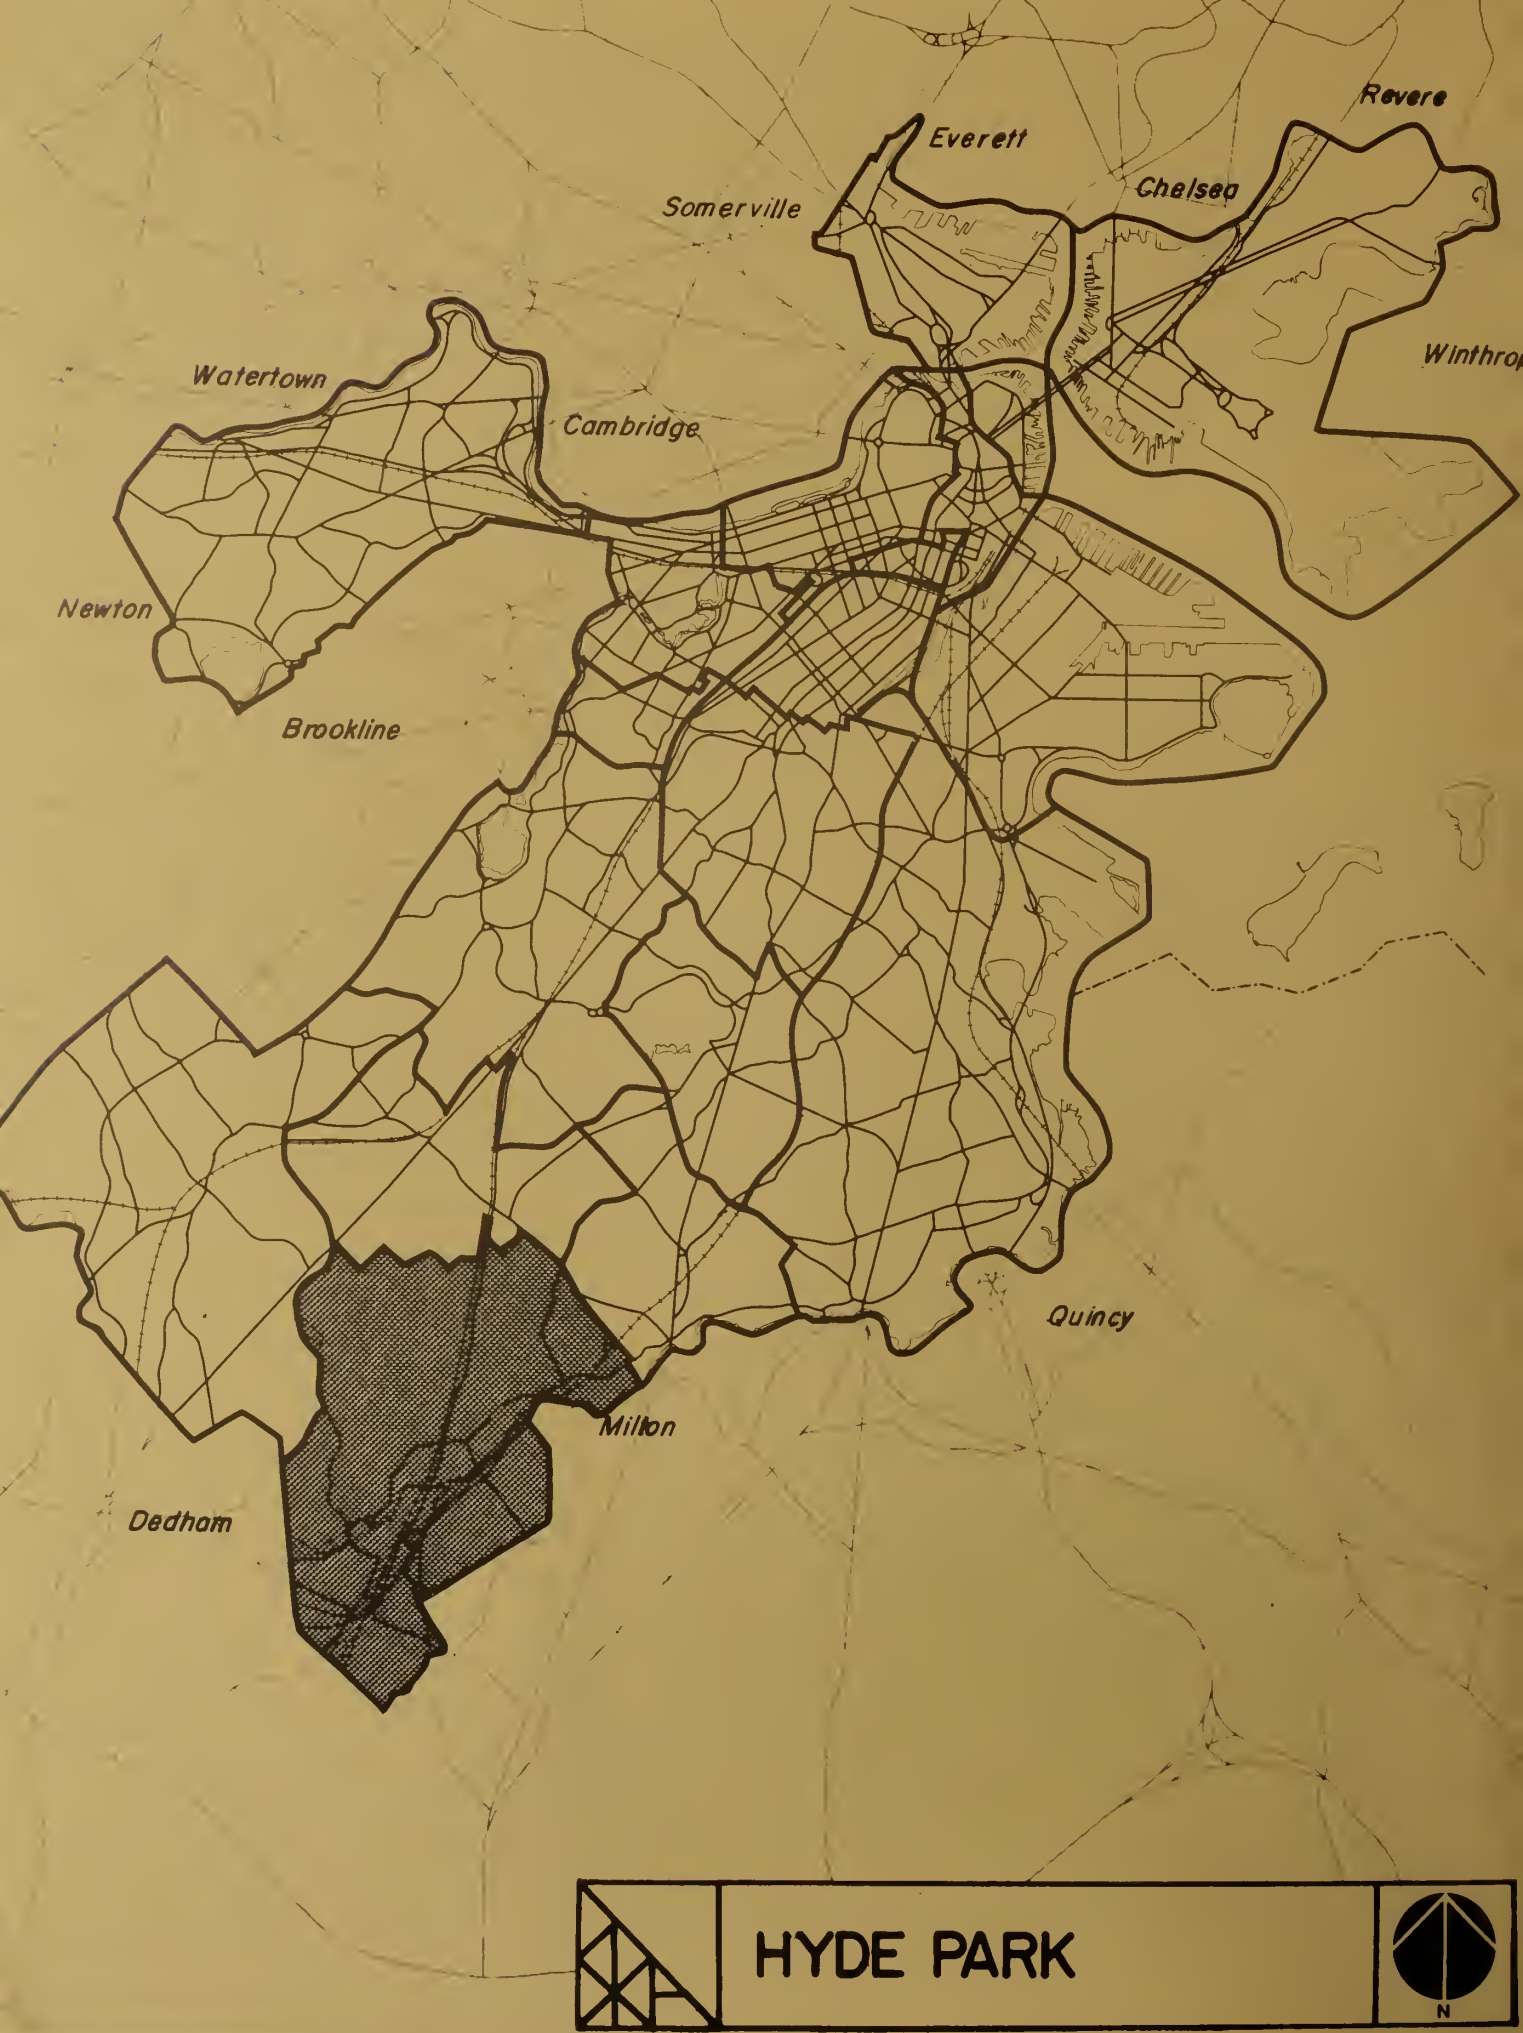 Revere
Everett
Chelsea
Somerville
Winthrop
Watertown
Cambridge
Newton
Brookline
Quincy
Milton
Dedham
HYDE PARK
N